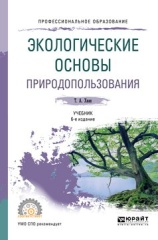 ПРОФЕССИОНАЛЬНОЕ ОБРАЗОВАНИЕ
ЭКОЛОГИЧЕСКИЕ
ОСНОВЫ
ПРИРОДОПОЛЬЗОВАНИЯ
Т. А. Хван
УЧЕБНИК
6-е издание
УМО СПО рекомендует
юрайт